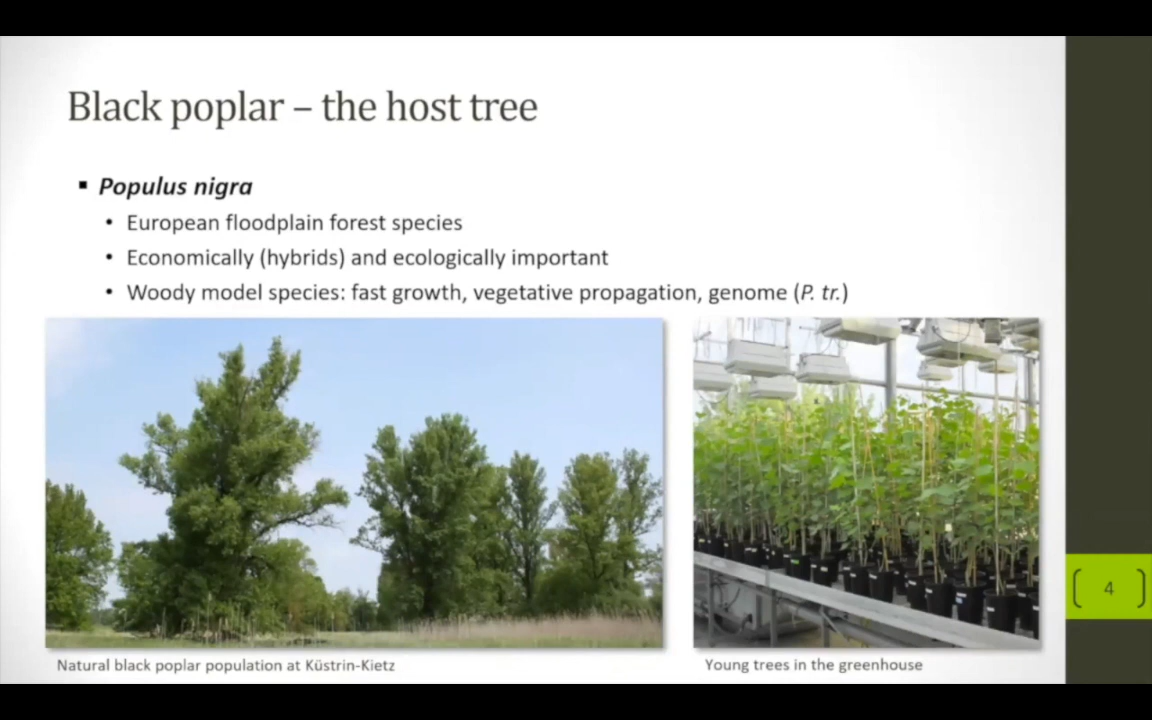 Black poplar – the host tree
▪ Populus nigra
• European floodplain forest species
• Economically (hybrids) and ecologically important
• Woody model species: fast growth, vegetative propagation, genome (P. tr.)
Natural black poplar population at Küstrin-Kietz
Young trees in the greenhouse
4